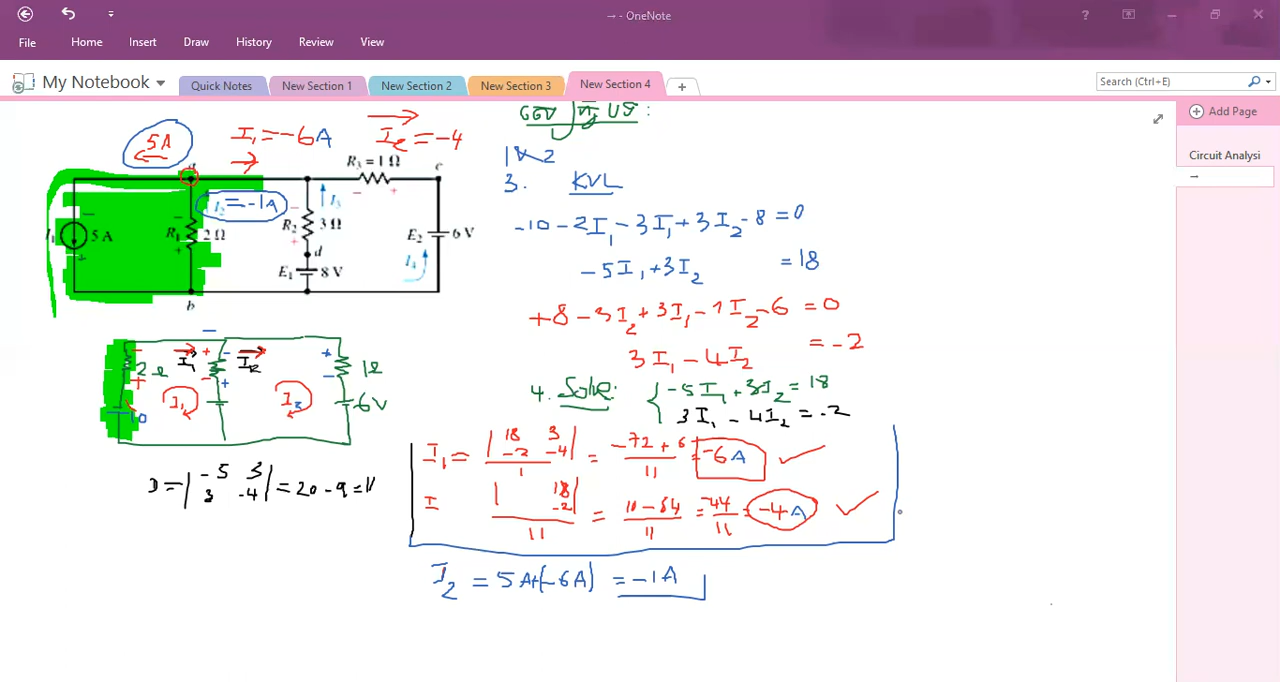 → - OneNote
File Home Insert Draw History Review View
My Notebook Quick Notes New Section 1 New Section 2 New Section 3 New Section 4
Search (Ctrl+E)
Add Page
Circuit Analysi
→
5A I₁ = -6A = -4
a R₃ = 1 Ω c
I₂ = -1A I₃
I₁ 5 A R₁ 2 Ω R₂ 3 Ω E₂ 6 V
d
E₁ 8 V I₄
b
1 2
3. KVL
-10 - 2I₁ - 3I₁ + 3I₂ - 8 = 0
-5I₁ + 3I₂ = 18
+8 - 3I₂ + 3I₁ - 1I₂ - 6 = 0
3I₁ - 4I₂ = -2
4. Solve: -5I₁ + 3I₂ = 18
3I₁ - 4I₂ = -2
2Ω I₁ I₂ 1Ω
10 I₁ 6V
D = | -5 3 | = 20 - 9 = 11
3 -4
I₁ = | 18 3 | = -72 + 6 = -6A
-2 -4 11
I | 18 | = 10 - 54 = -44 = -4A
-2
11 11 11
I₂ = 5A + (-6A) = -1A